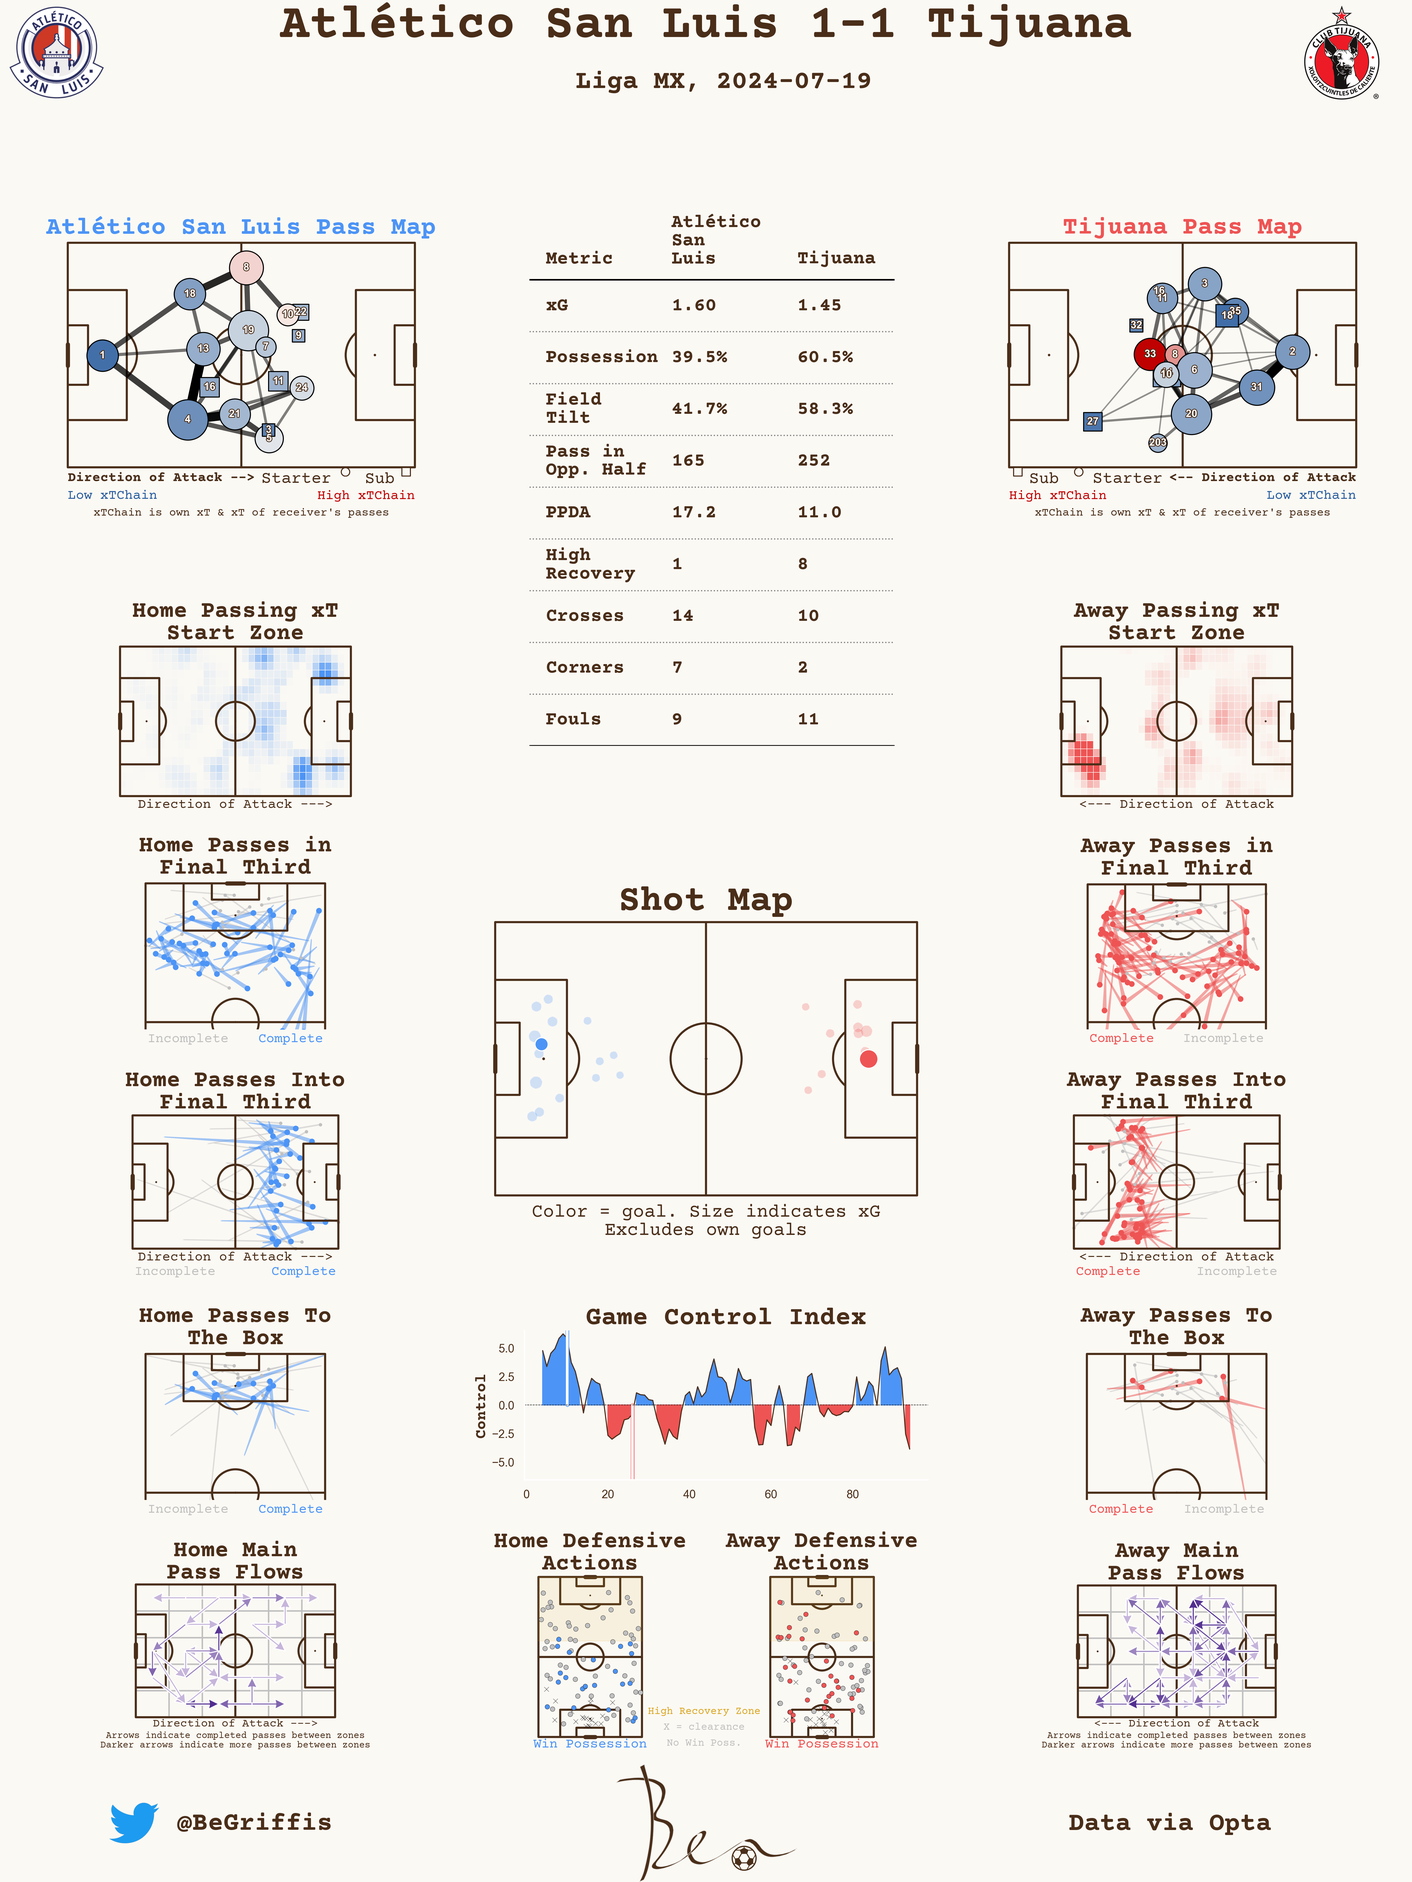 Atlético San Luis 1-1 Tijuana
Liga MX, 2024-07-19
ATLÉTICO
SAN LUIS
CLUB TIJUANA
XOLOITZCUINTLES DE CALIENTE
®
Atlético San Luis Pass Map
8
18
10 22
19
9
7
13
1
11
16
24
21
4
3
5
Direction of Attack --> Starter Sub
Low xTChain High xTChain
xTChain is own xT & xT of receiver's passes
Atlético
San
Metric Luis Tijuana
xG 1.60 1.45
Possession 39.5% 60.5%
Field
Tilt 41.7% 58.3%
Pass in
Opp. Half 165 252
PPDA 17.2 11.0
High
Recovery 1 8
Crosses 14 10
Corners 7 2
Fouls 9 11
Tijuana Pass Map
3
11
18
32
33
8
2
10
6
31
20
27
203
Sub Starter <-- Direction of Attack
High xTChain Low xTChain
xTChain is own xT & xT of receiver's passes
Home Passing xT
Start Zone
Direction of Attack --->
Away Passing xT
Start Zone
<--- Direction of Attack
Home Passes in
Final Third
Incomplete Complete
Away Passes in
Final Third
Complete Incomplete
Shot Map
Color = goal. Size indicates xG
Excludes own goals
Home Passes Into
Final Third
Direction of Attack --->
Incomplete Complete
Away Passes Into
Final Third
<--- Direction of Attack
Complete Incomplete
Home Passes To
The Box
Incomplete Complete
Game Control Index
Control
5.0
2.5
0.0
−2.5
−5.0
0 20 40 60 80
Away Passes To
The Box
Complete Incomplete
Home Main
Pass Flows
Direction of Attack --->
Arrows indicate completed passes between zones
Darker arrows indicate more passes between zones
Home Defensive
Actions
Win Possession
High Recovery Zone
X = clearance
No Win Poss.
Away Defensive
Actions
Win Possession
Away Main
Pass Flows
<--- Direction of Attack
Arrows indicate completed passes between zones
Darker arrows indicate more passes between zones
@BeGriffis
Ben
Data via Opta